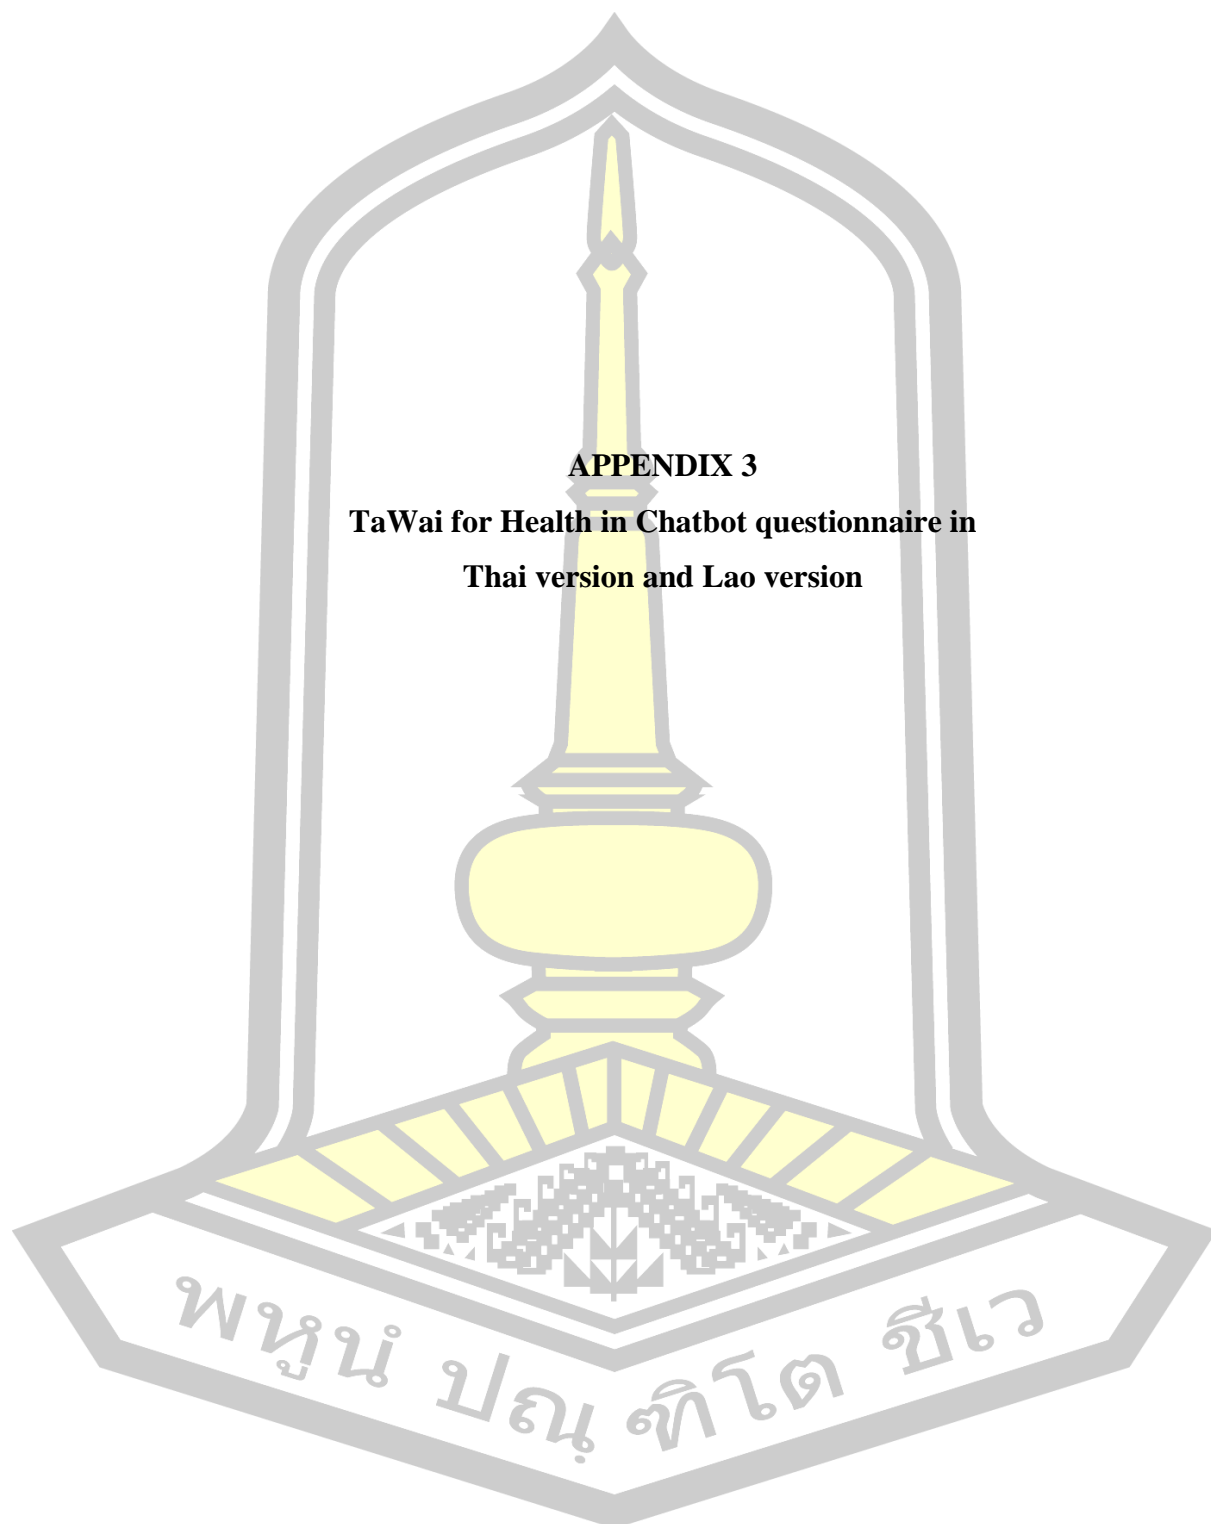 APPENDIX 3
TaWai for Health in Chatbot questionnaire in
Thai version and Lao version
พหูนํ ปณฺฑิโต ชีเว